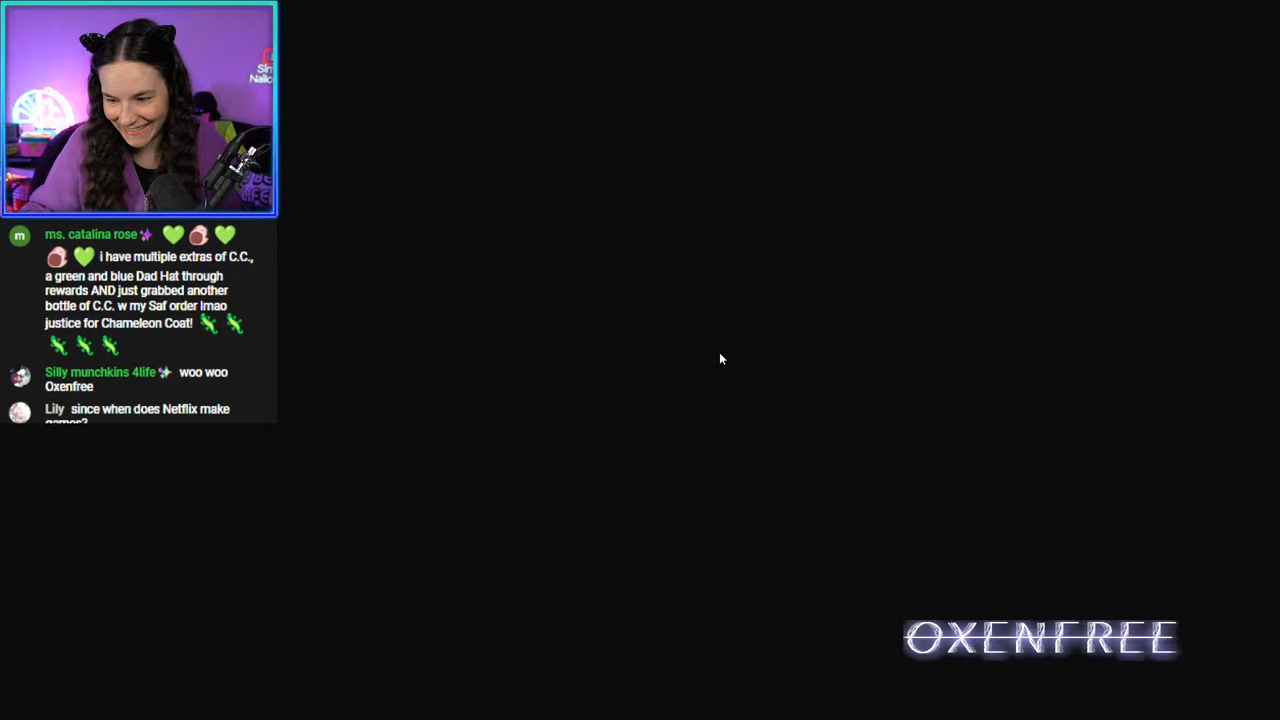 ms. catalina rose
i have multiple extras of C.C.,
a green and blue Dad Hat through
rewards AND just grabbed another
bottle of C.C. w my Saf order lmao
justice for Chameleon Coat!
Silly munchkins 4life woo woo
Oxenfree
Lily since when does Netflix make
games?
OXENFREE